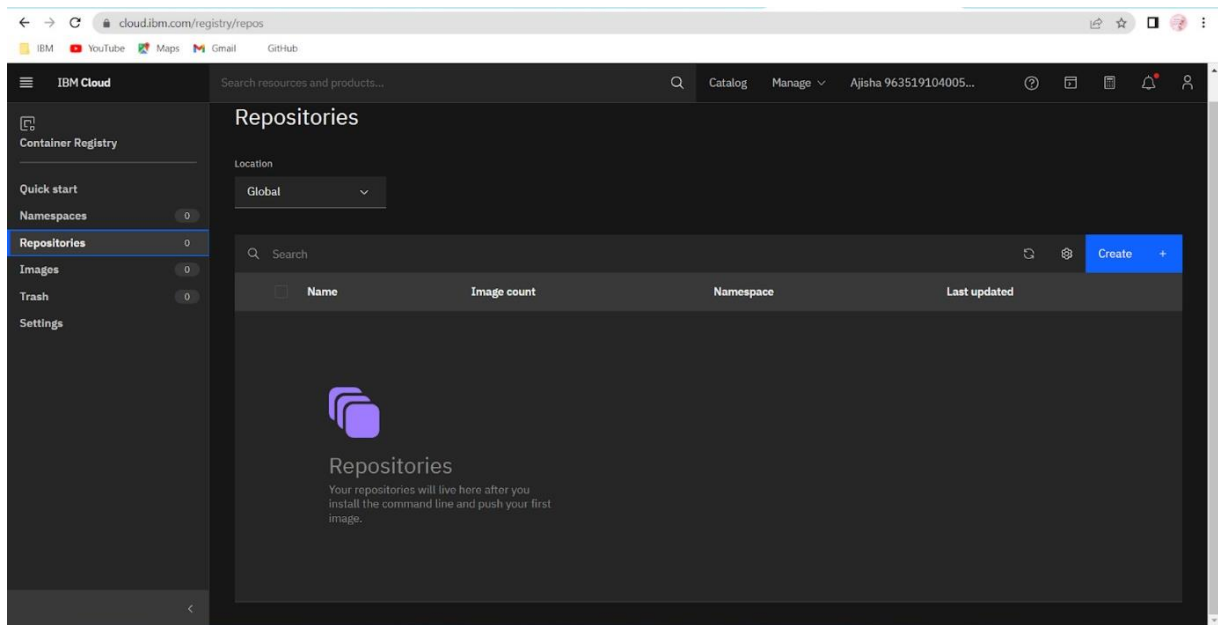 cloud.ibm.com/registry/repos
IBM YouTube Maps Gmail GitHub
IBM Cloud Search resources and products... Catalog Manage Ajisha 963519104005...
Container Registry
Quick start
Namespaces 0
Repositories 0
Images 0
Trash 0
Settings
Repositories
Location
Global
Search Create +
Name Image count Namespace Last updated
Repositories
Your repositories will live here after you
install the command line and push your first
image.